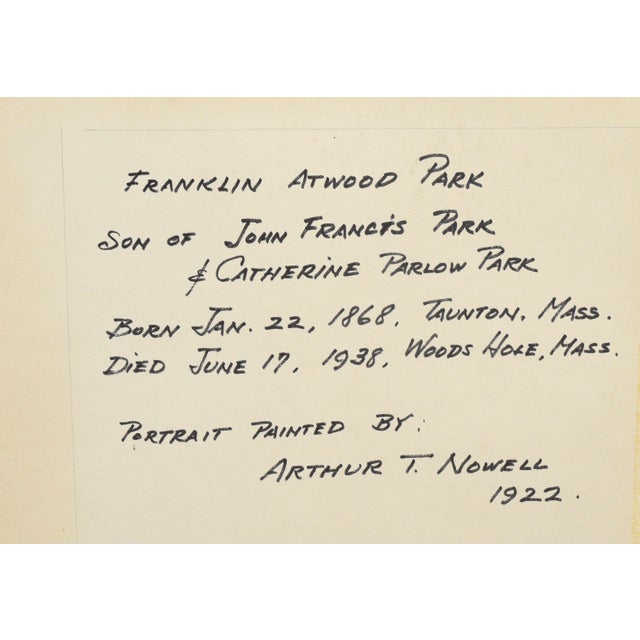 FRANKLIN ATWOOD PARK
SON OF JOHN FRANCIS PARK
& CATHERINE PARLOW PARK
BORN JAN. 22, 1868, TAUNTON, MASS.
DIED JUNE 17, 1938, WOODS HOLE, MASS.
PORTRAIT PAINTED BY:
ARTHUR T. NOWELL
1922.